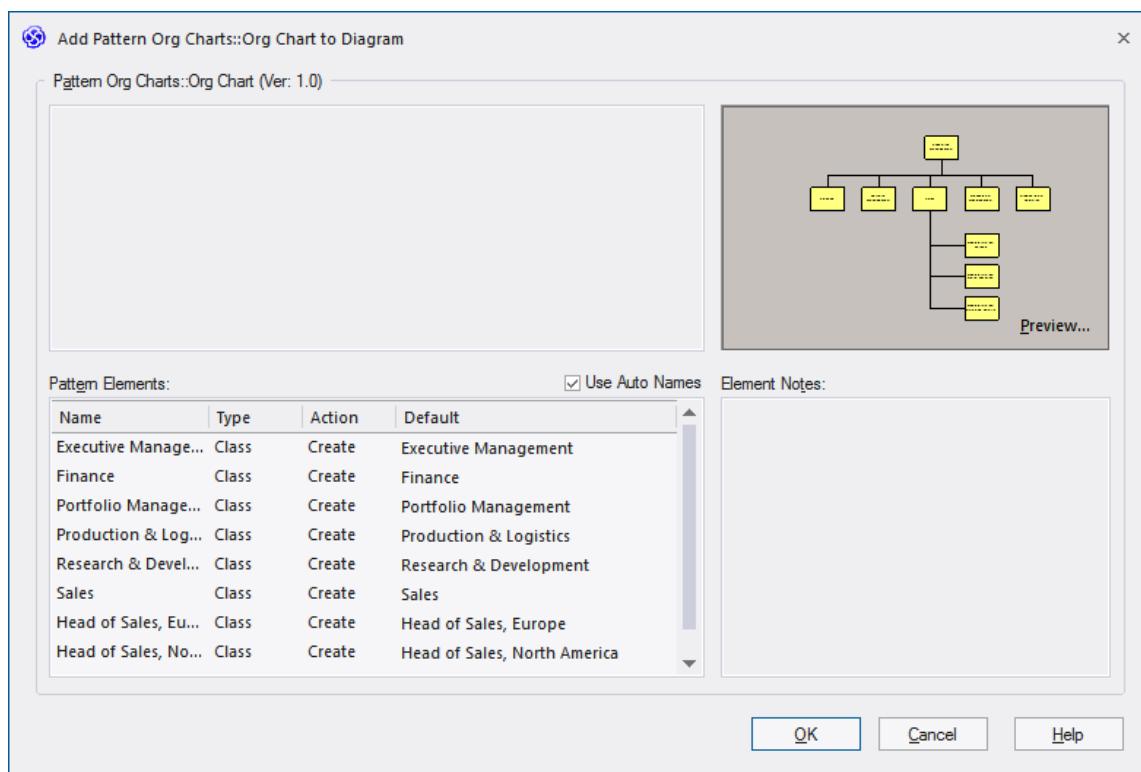 Add Pattern Org Charts::Org Chart to Diagram
Pattern Org Charts::Org Chart (Ver: 1.0)
Preview...
Pattern Elements:
Use Auto Names
Element Notes:
Name Type Action Default
Executive Manage... Class Create Executive Management
Finance Class Create Finance
Portfolio Manage... Class Create Portfolio Management
Production & Log... Class Create Production & Logistics
Research & Devel... Class Create Research & Development
Sales Class Create Sales
Head of Sales, Eu... Class Create Head of Sales, Europe
Head of Sales, No... Class Create Head of Sales, North America
OK Cancel Help